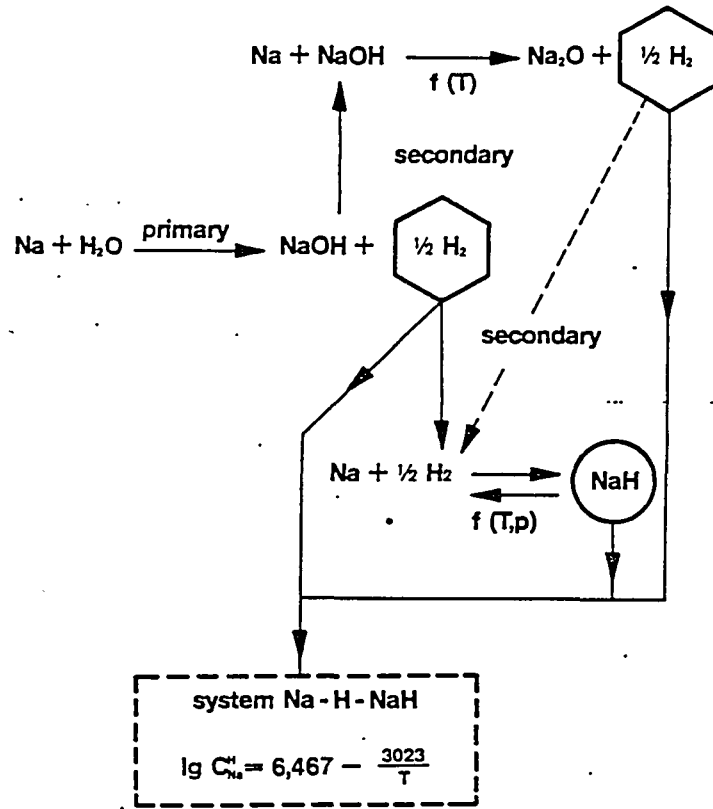 Na + NaOH f (T) Na₂O + ½ H₂
secondary
Na + H₂O primary NaOH + ½ H₂
secondary
Na + ½ H₂ f (T,p) NaH
system Na - H - NaH
lg C_Na^H = 6,467 − 3023/T